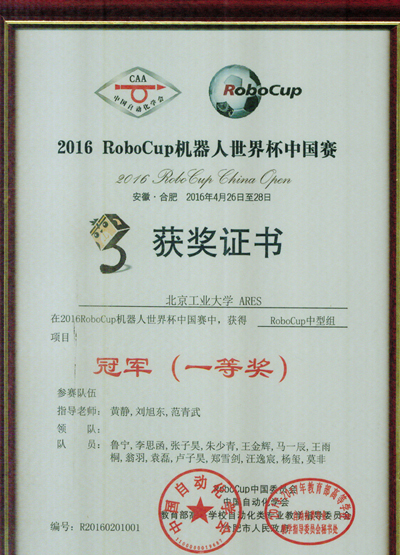 CAA
中国自动化学会
RoboCup
2016 RoboCup机器人世界杯中国赛
2016 RoboCup China Open
安徽·合肥 2016年4月26日至28日
获奖证书
北京工业大学 ARES
在2016RoboCup机器人世界杯中国赛中，获得 RoboCup中型组
项目：
冠军（一等奖）
参赛队伍
指导老师：黄静、刘旭东、范青武
领 队：
队 员：鲁宁、李思涵、张子昊、朱少青、王金辉、马一辰、王雨
桐、翁羽、袁磊、卢子昊、郑雪剑、汪逸宸、杨玺、莫非
RoboCup中国委员会
中国自动化学会
教育部高等学校自动化类专业教学指导委员会
合肥市人民政府
中国自动化学会
编号：R20160201001